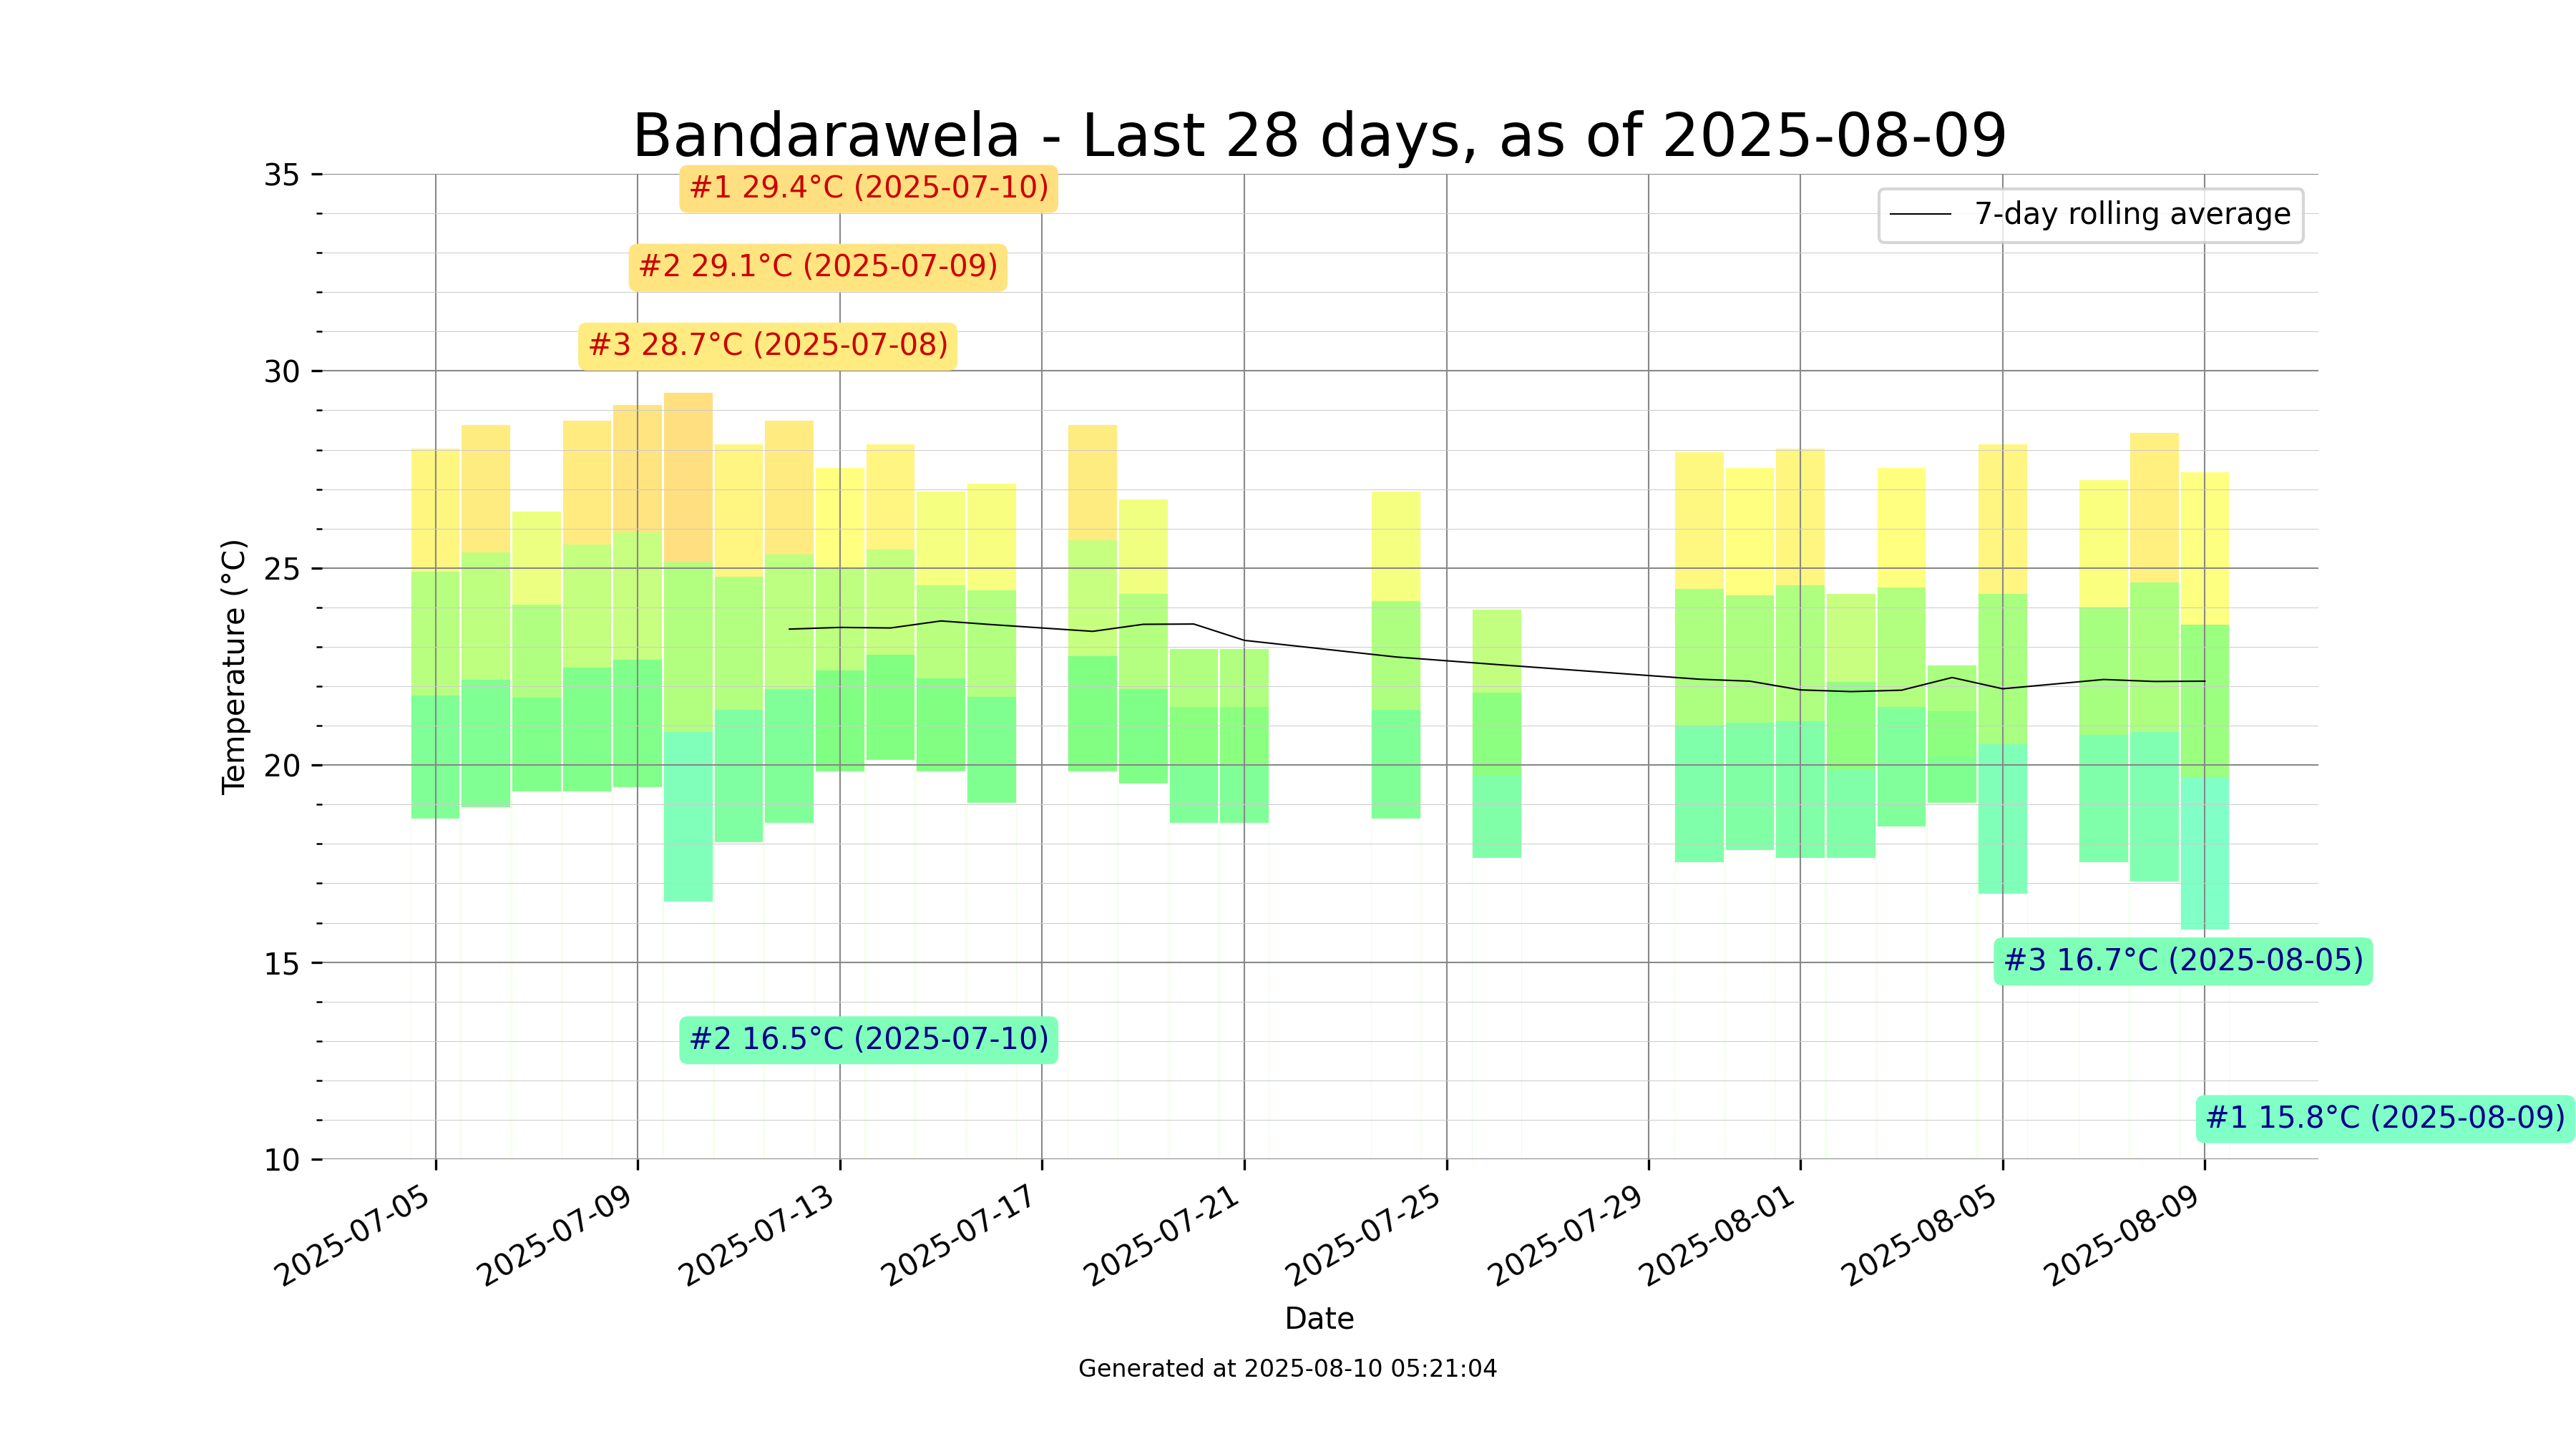 Bandarawela - Last 28 days, as of 2025-08-09
35
#1 29.4°C (2025-07-10)
7-day rolling average
#2 29.1°C (2025-07-09)
#3 28.7°C (2025-07-08)
30
25
Temperature (°C)
20
15
#3 16.7°C (2025-08-05)
#2 16.5°C (2025-07-10)
#1 15.8°C (2025-08-09)
10
2025-07-05
2025-07-09
2025-07-13
2025-07-17
2025-07-21
2025-07-25
2025-07-29
2025-08-01
2025-08-05
2025-08-09
Date
Generated at 2025-08-10 05:21:04